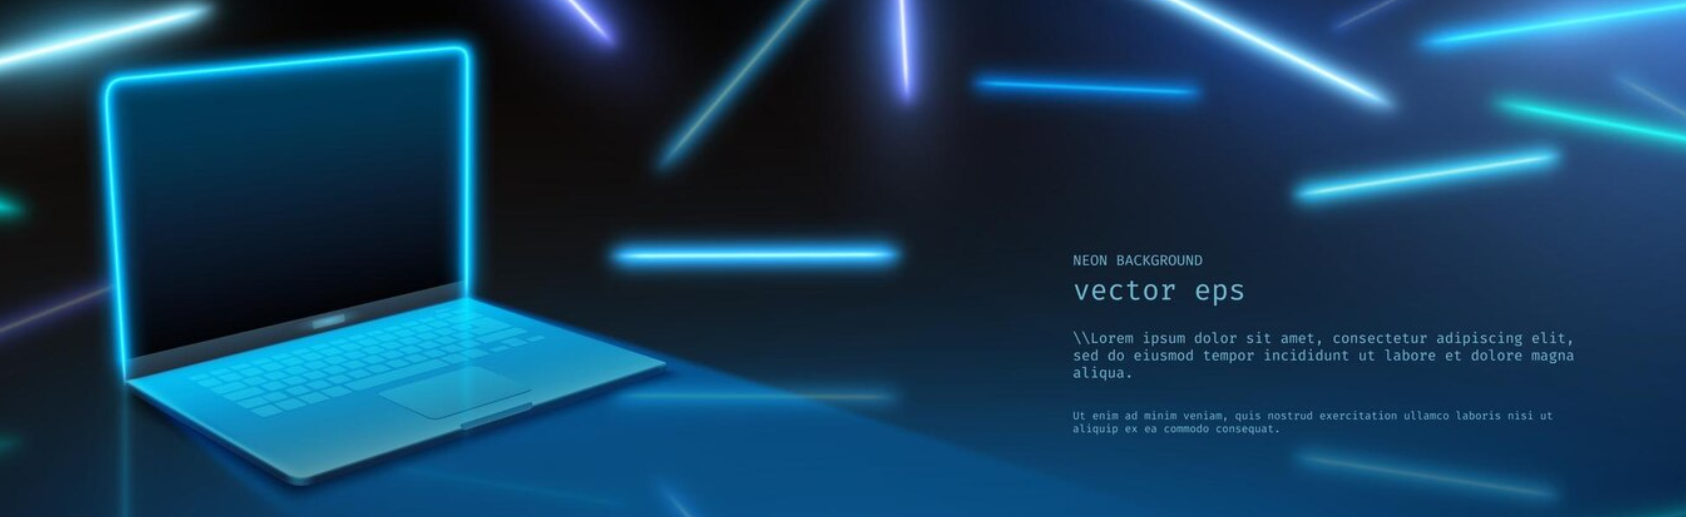 NEON BACKGROUND
vector eps
\\Lorem ipsum dolor sit amet, consectetur adipiscing elit,
sed do eiusmod tempor incididunt ut labore et dolore magna
aliqua.
Ut enim ad minim veniam, quis nostrud exercitation ullamco laboris nisi ut
aliquip ex ea commodo consequat.